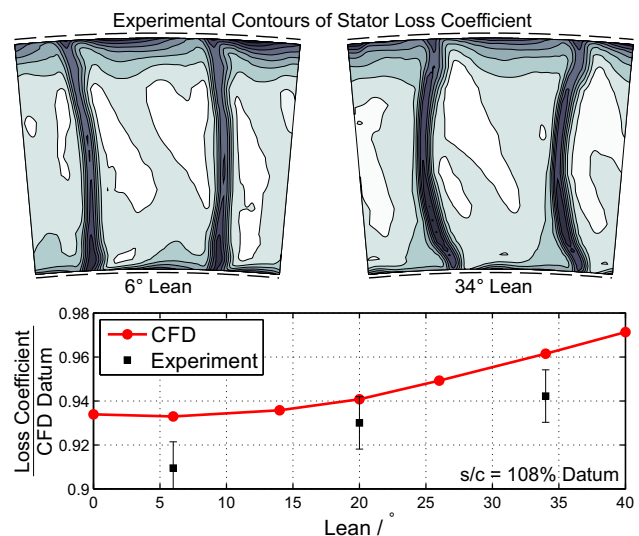 Experimental Contours of Stator Loss Coefficient
6° Lean
34° Lean
Loss Coefficient
CFD Datum
0.98
0.96
0.94
0.92
0.9
CFD
Experiment
s/c = 108% Datum
0 5 10 15 20 25 30 35 40
Lean / °